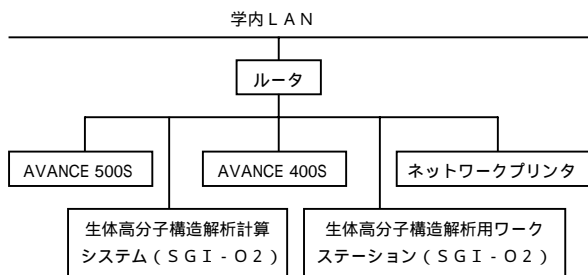 学内ＬＡＮ
ルータ
AVANCE 500S
AVANCE 400S
ネットワークプリンタ
生体高分子構造解析計算
システム（ＳＧＩ‐Ｏ２）
生体高分子構造解析用ワーク
ステーション（ＳＧＩ‐Ｏ２）